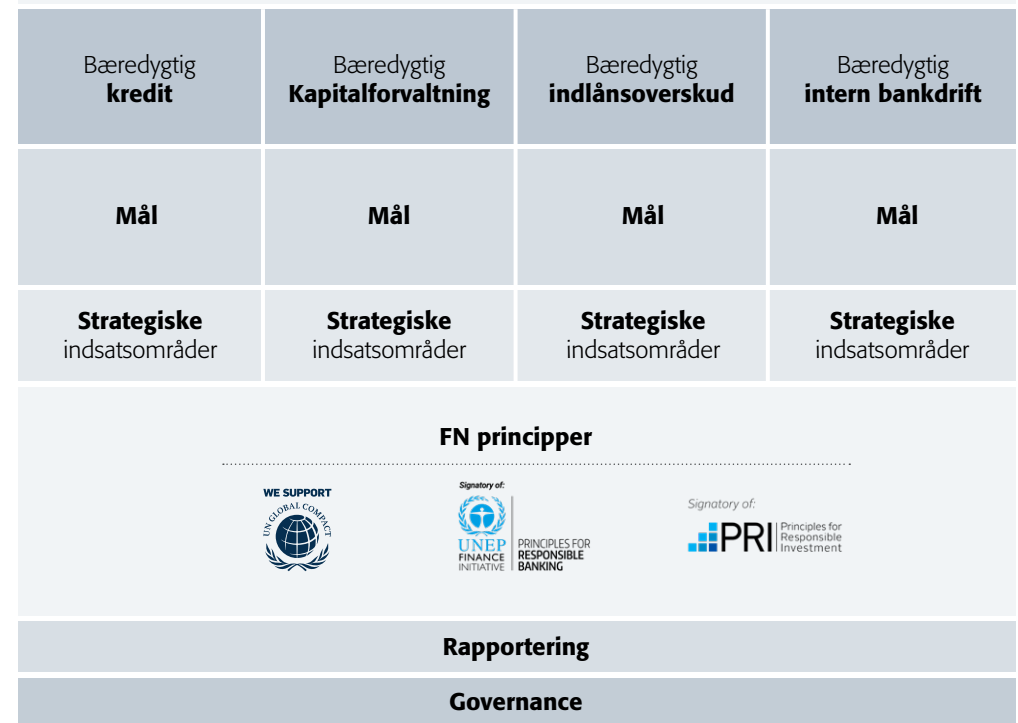 Bæredygtig
kredit
Bæredygtig
Kapitalforvaltning
Bæredygtig
indlånsoverskud
Bæredygtig
intern bankdrift
Mål
Mål
Mål
Mål
Strategiske
indsatsområder
Strategiske
indsatsområder
Strategiske
indsatsområder
Strategiske
indsatsområder
FN principper
WE SUPPORT
UN GLOBAL COMPACT
Signatory of:
UNEP
FINANCE
INITIATIVE
PRINCIPLES FOR
RESPONSIBLE
BANKING
Signatory of:
PRI
Principles for
Responsible
Investment
Rapportering
Governance